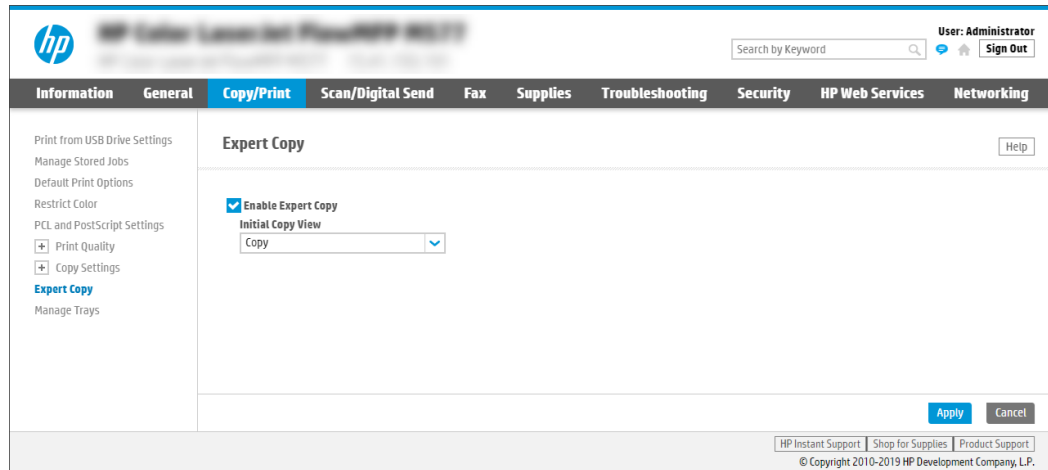 hp
User: Administrator
Search by Keyword
Sign Out
Information General Copy/Print Scan/Digital Send Fax Supplies Troubleshooting Security HP Web Services Networking
Print from USB Drive Settings
Manage Stored Jobs
Default Print Options
Restrict Color
PCL and PostScript Settings
+ Print Quality
+ Copy Settings
Expert Copy
Manage Trays
Expert Copy
Help
Enable Expert Copy
Initial Copy View
Copy
Apply Cancel
HP Instant Support Shop for Supplies Product Support
© Copyright 2010-2019 HP Development Company, L.P.